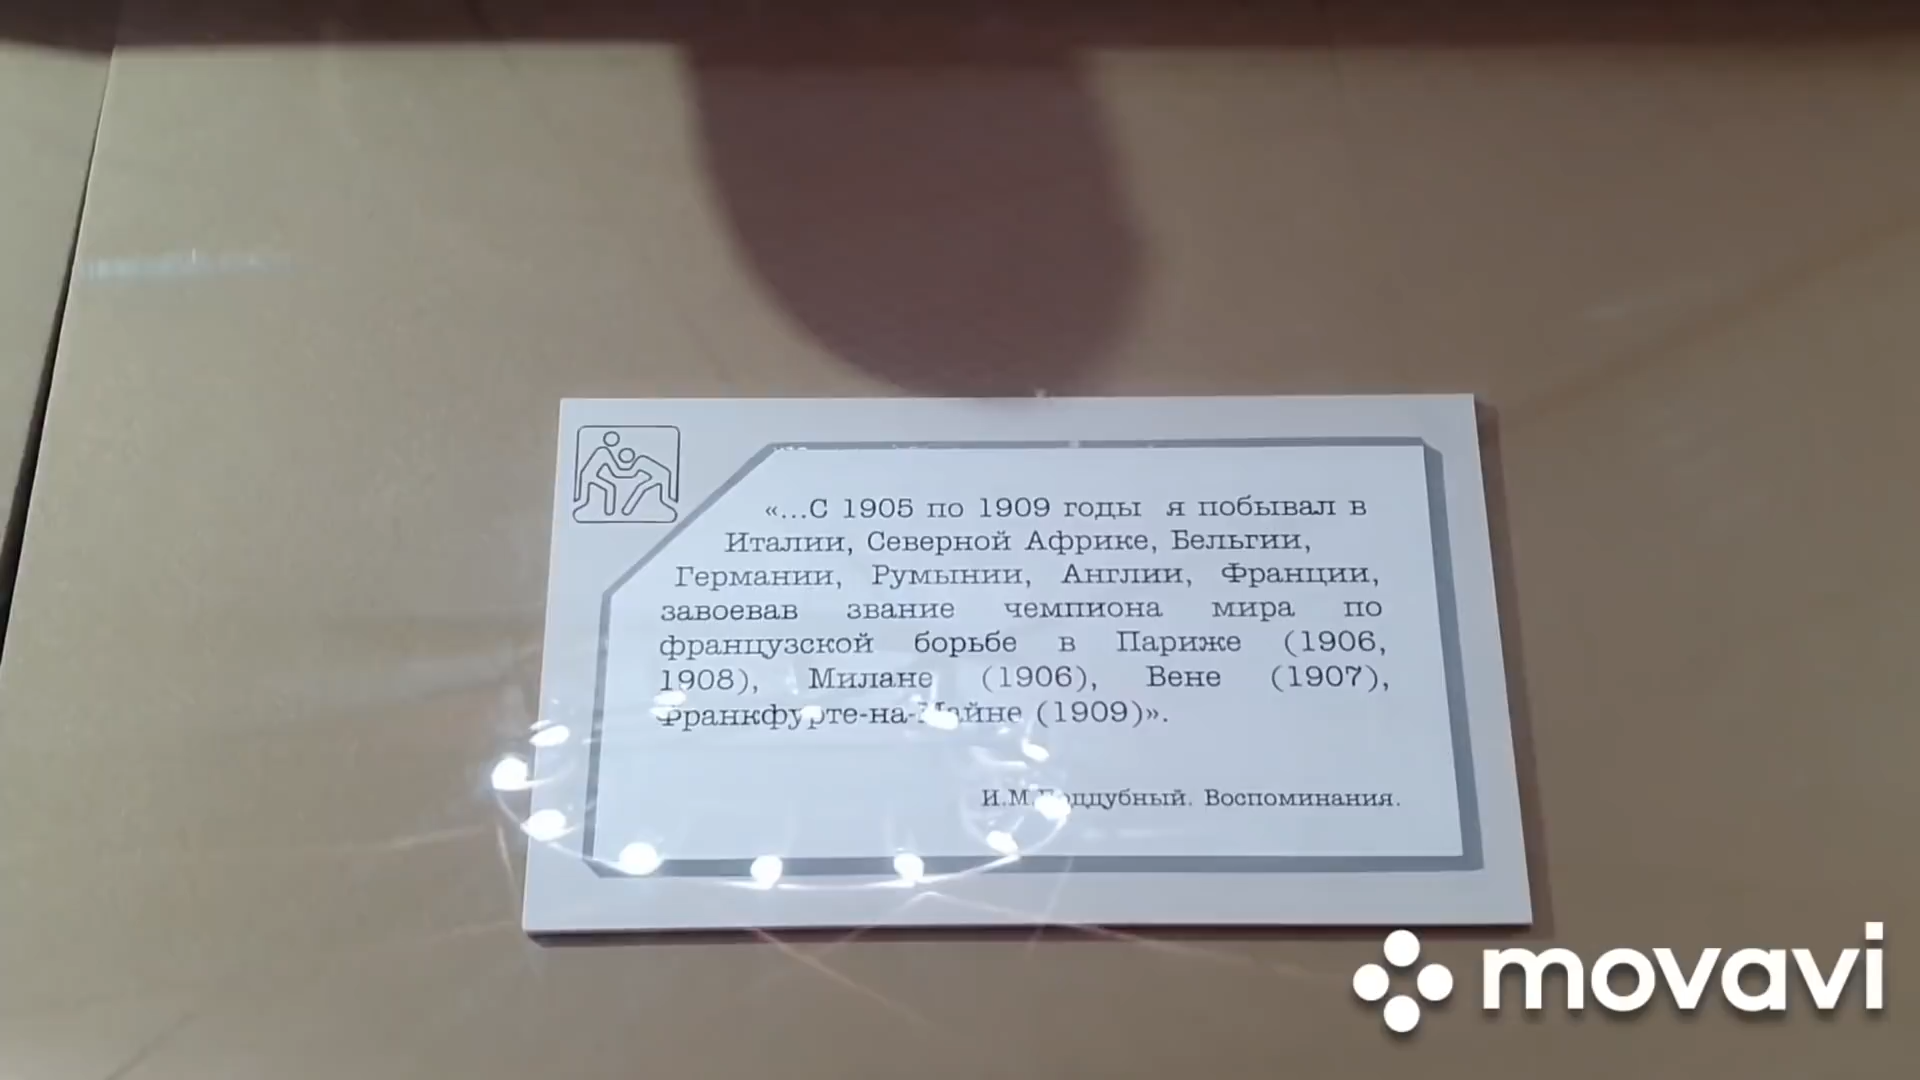 «...С 1905 по 1909 годы я побывал в
Италии, Северной Африке, Бельгии,
Германии, Румынии, Англии, Франции,
завоевав звание чемпиона мира по
французской борьбе в Париже (1906,
1908), Милане (1906), Вене (1907),
Франкфурте-на-Майне (1909)».
И.М.Поддубный. Воспоминания.
movavi